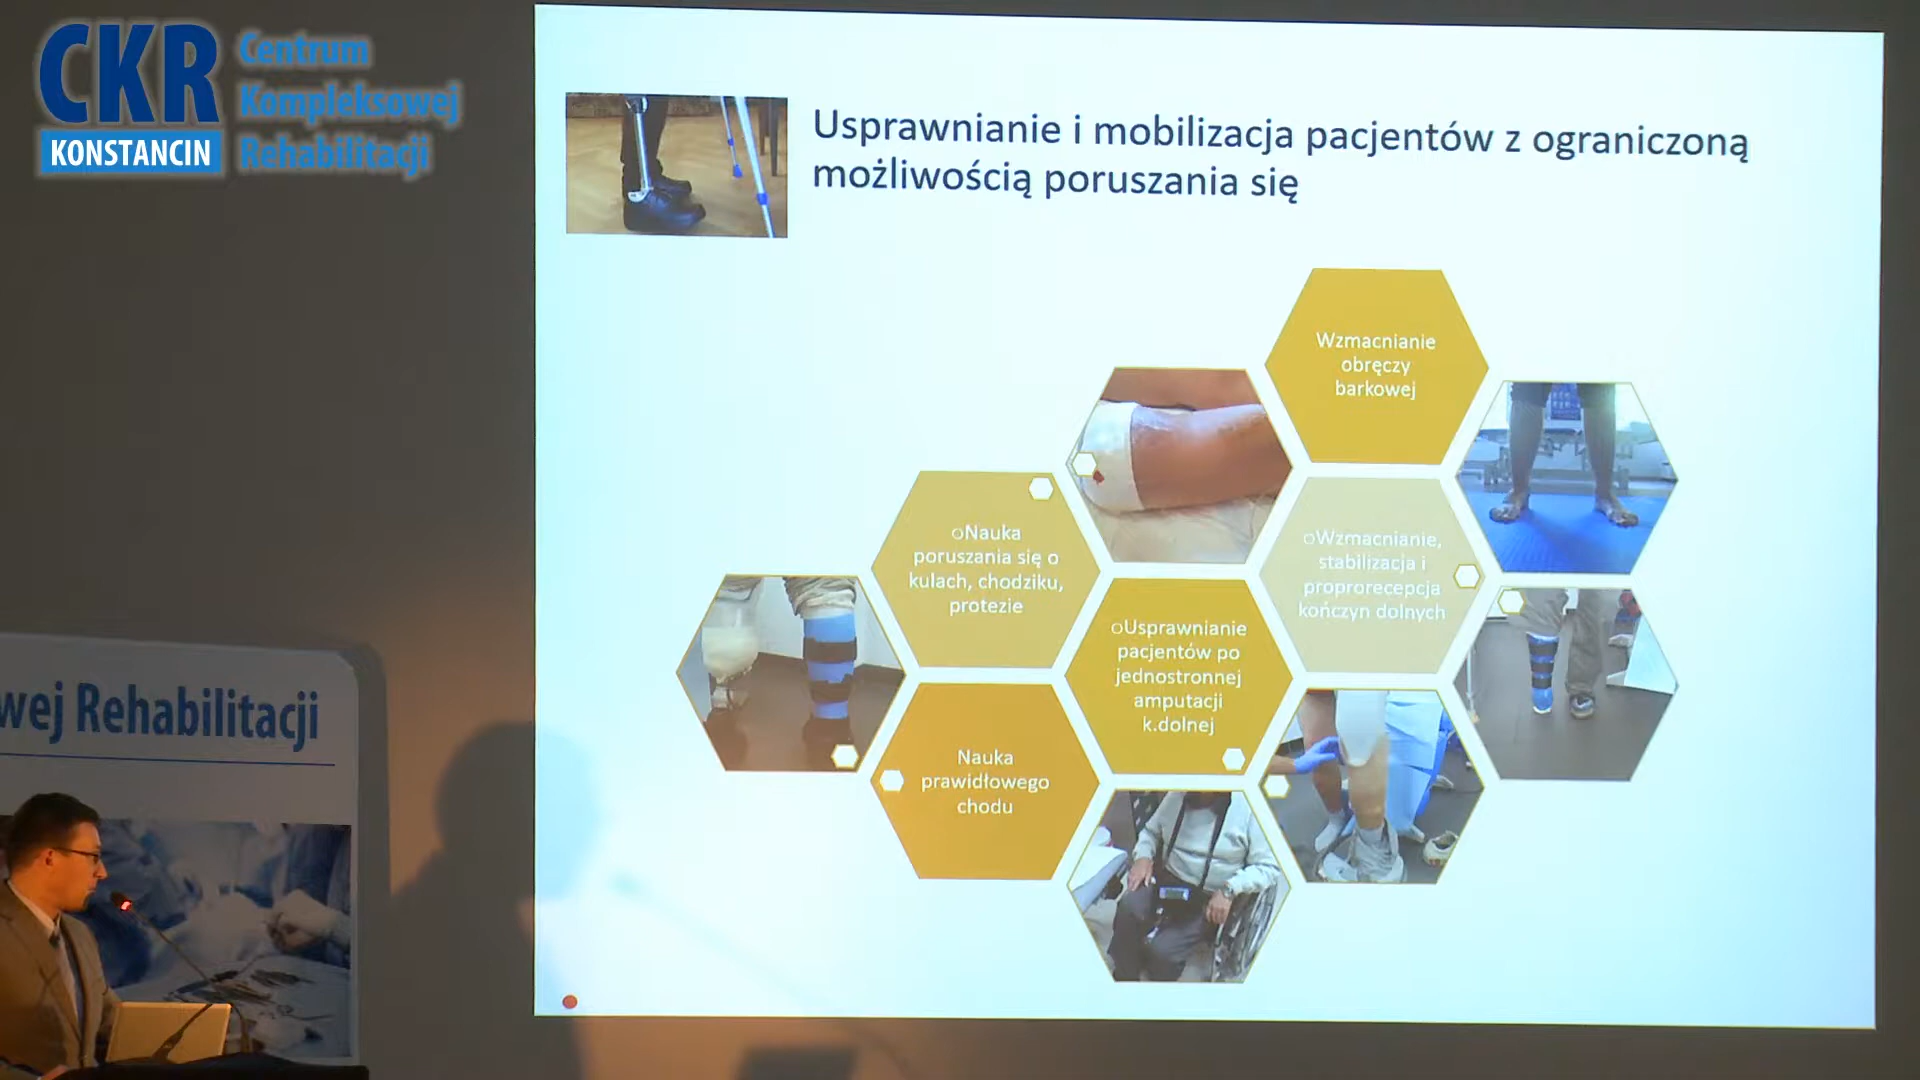 CKR
KONSTANCIN
Centrum
Kompleksowej
Rehabilitacji
Usprawnianie i mobilizacja pacjentów z ograniczoną
możliwością poruszania się
Wzmacnianie
obręczy
barkowej
oNauka
poruszania się o
kulach, chodziku,
protezie
oWzmacnianie,
stabilizacja i
proprorecepcja
kończyn dolnych
oUsprawnianie
pacjentów po
jednostronnej
amputacji
k.dolnej
Nauka
prawidłowego
chodu
wej Rehabilitacji